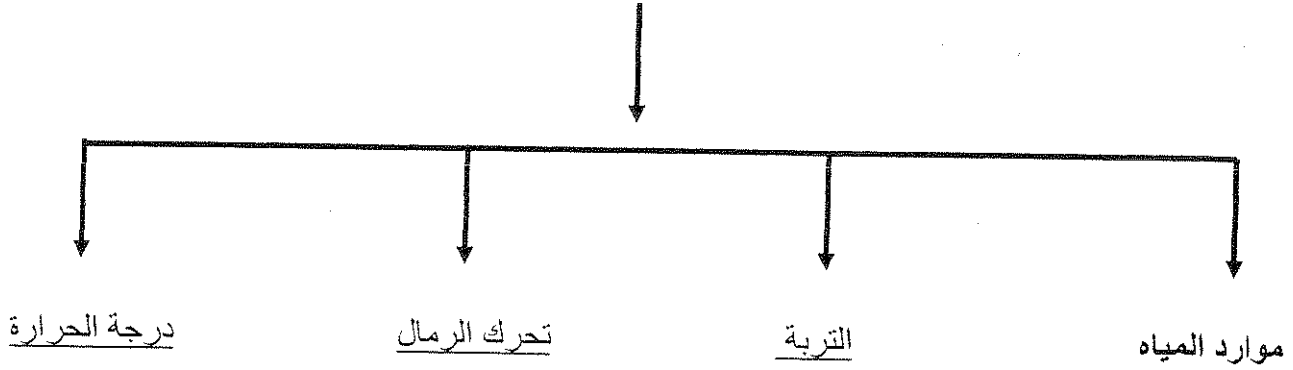 موارد المياه
التربة
تحرك الرمال
درجة الحرارة